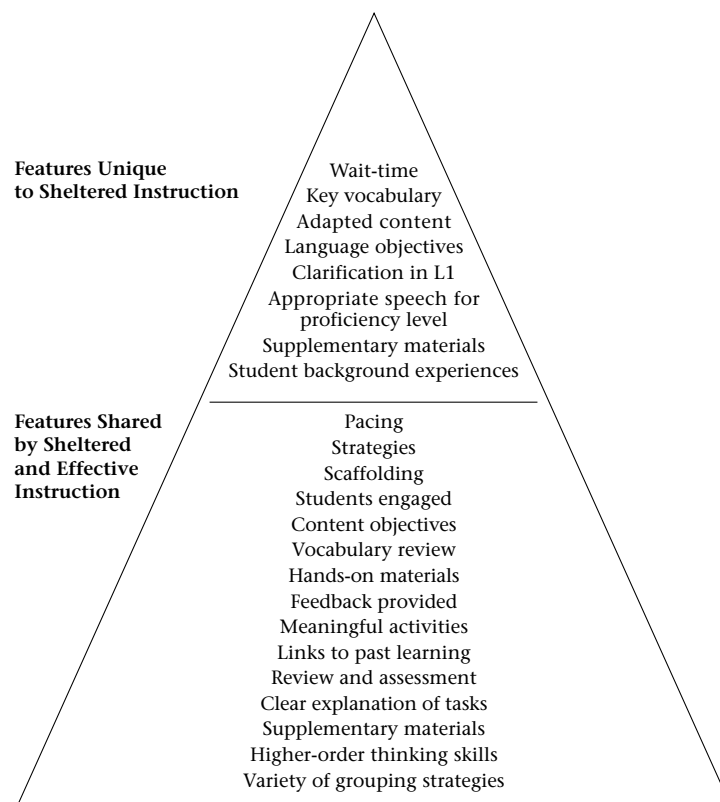 Features Unique
to Sheltered Instruction
Wait-time
Key vocabulary
Adapted content
Language objectives
Clarification in L1
Appropriate speech for
proficiency level
Supplementary materials
Student background experiences
Features Shared
by Sheltered
and Effective
Instruction
Pacing
Strategies
Scaffolding
Students engaged
Content objectives
Vocabulary review
Hands-on materials
Feedback provided
Meaningful activities
Links to past learning
Review and assessment
Clear explanation of tasks
Supplementary materials
Higher-order thinking skills
Variety of grouping strategies